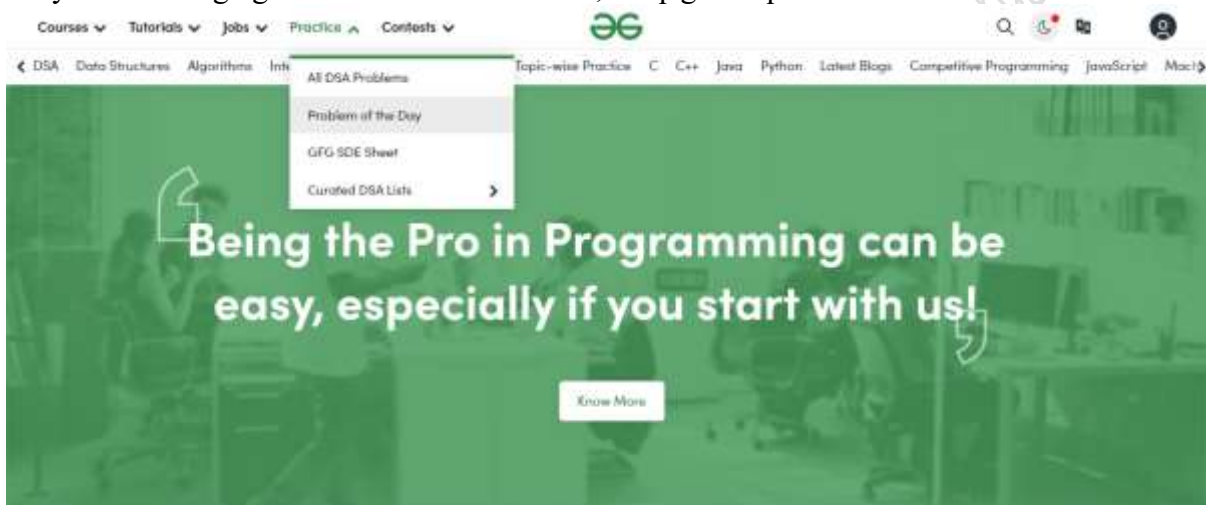 Courses Tutorials Jobs Practice Contests
DSA Data Structures Algorithms Topic-wise Practice C C++ Java Python Latest Blogs Competitive Programming JavaScript
All DSA Problems
Problem of the Day
GFG SDE Sheet
Curated DSA Lists
Being the Pro in Programming can be
easy, especially if you start with us!
Know More